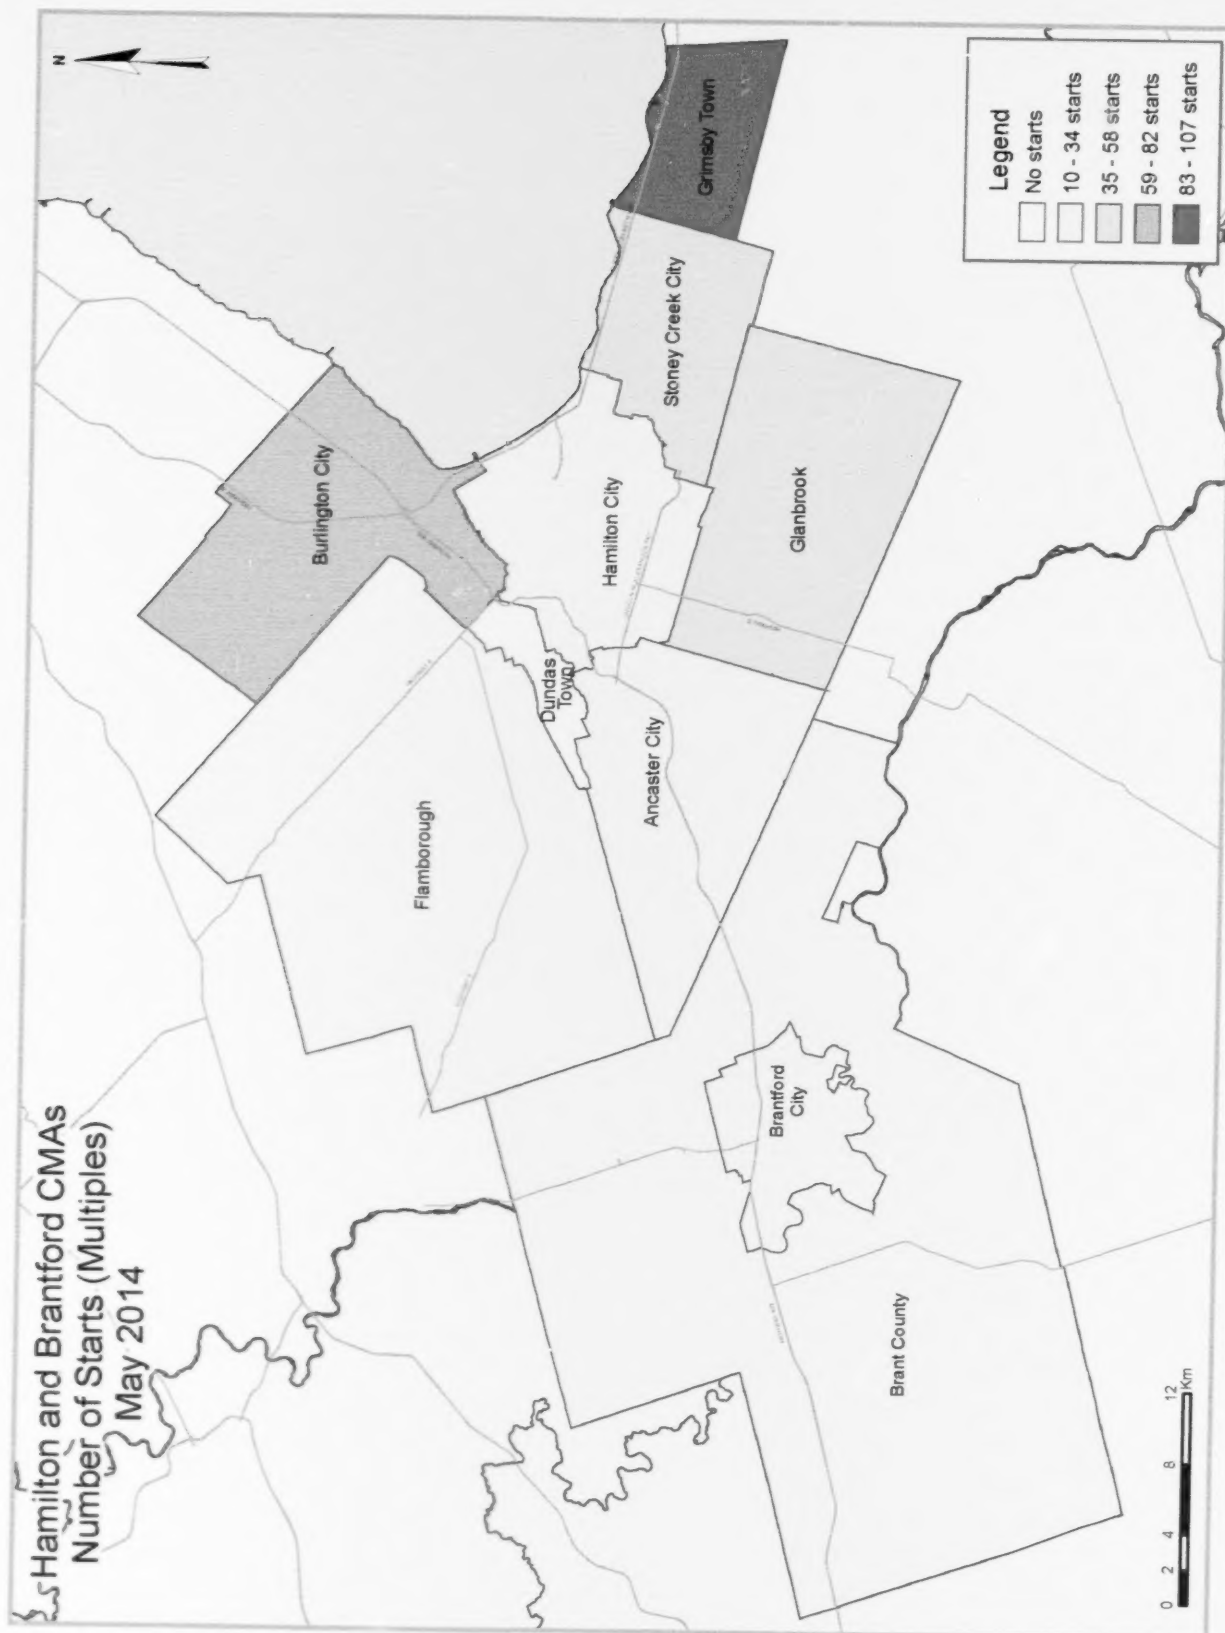 Hamilton and Brantford CMAs
Number of Starts (Multiples)
May 2014
N
Burlington City
Grimsby Town
Stoney Creek City
Hamilton City
Glanbrook
Dundas
Town
Flamborough
Ancaster City
Brantford
City
Brant County
Legend
No starts
10 - 34 starts
35 - 58 starts
59 - 82 starts
83 - 107 starts
0 2 4 8 12
Km